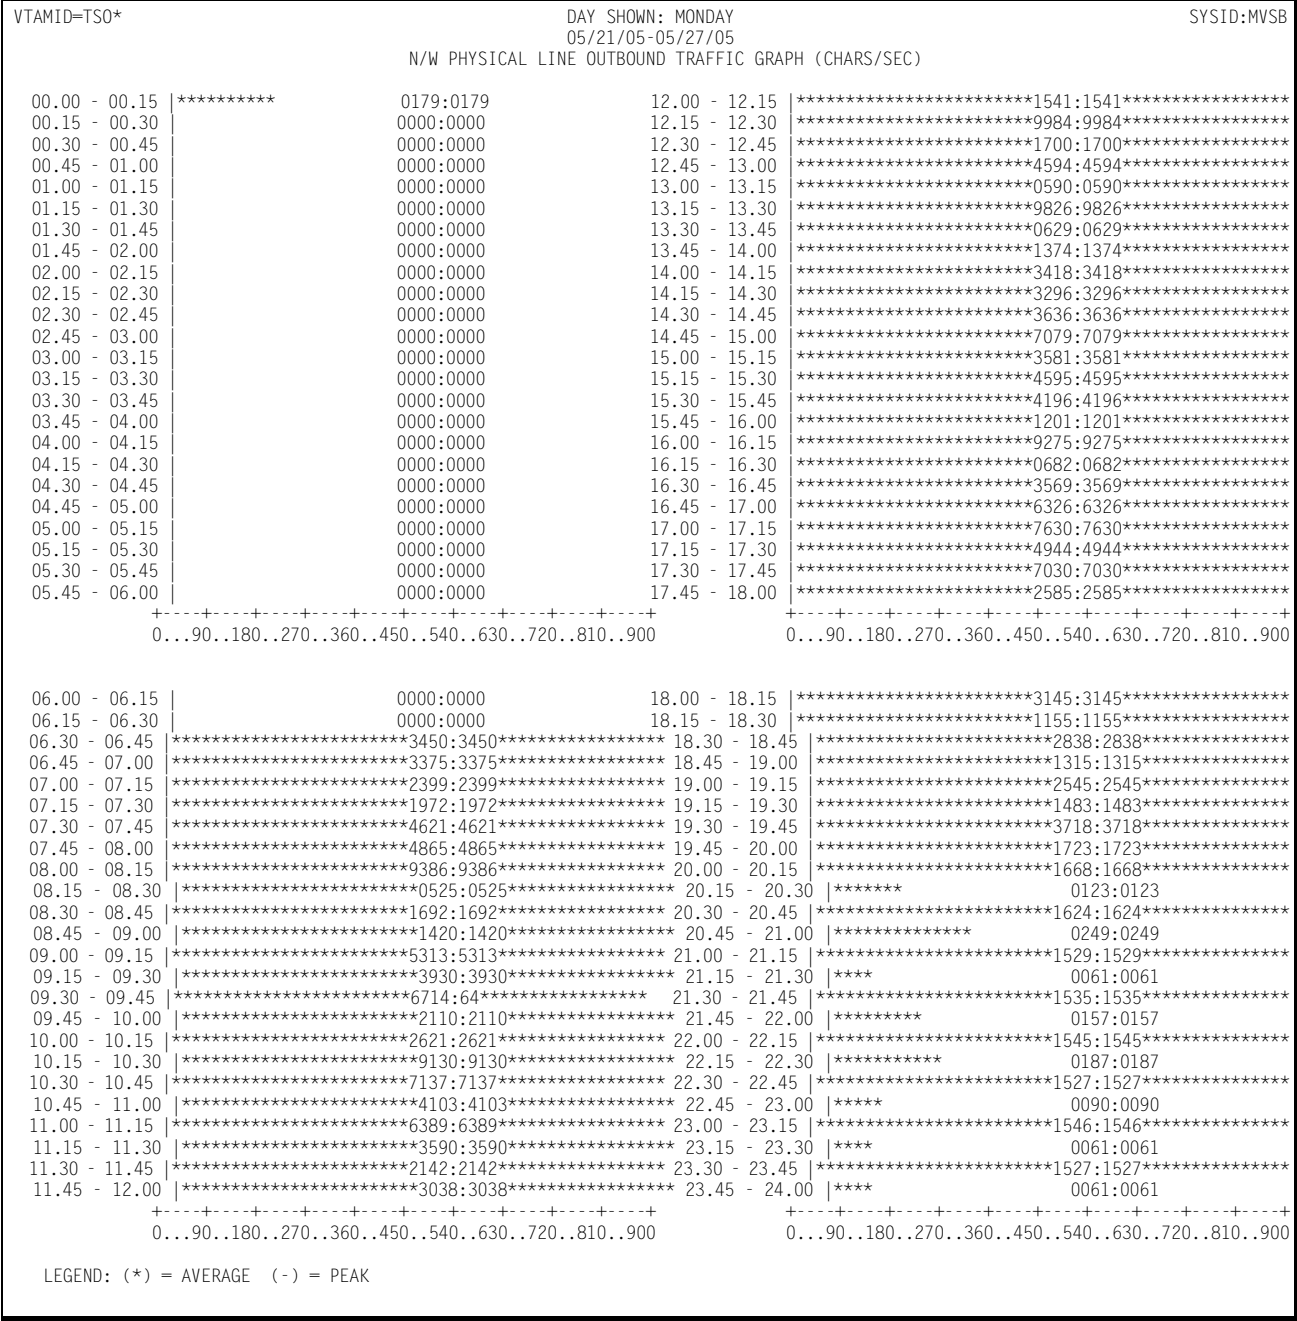 VTAMID=TSO* DAY SHOWN: MONDAY SYSID:MVSB
05/21/05-05/27/05
N/W PHYSICAL LINE OUTBOUND TRAFFIC GRAPH (CHARS/SEC)
00.00 - 00.15 |********** 0179:0179 12.00 - 12.15 |************************1541:1541*****************
00.15 - 00.30 | 0000:0000 12.15 - 12.30 |************************9984:9984*****************
00.30 - 00.45 | 0000:0000 12.30 - 12.45 |************************1700:1700*****************
00.45 - 01.00 | 0000:0000 12.45 - 13.00 |************************4594:4594*****************
01.00 - 01.15 | 0000:0000 13.00 - 13.15 |************************0590:0590*****************
01.15 - 01.30 | 0000:0000 13.15 - 13.30 |************************9826:9826*****************
01.30 - 01.45 | 0000:0000 13.30 - 13.45 |************************0629:0629*****************
01.45 - 02.00 | 0000:0000 13.45 - 14.00 |************************1374:1374*****************
02.00 - 02.15 | 0000:0000 14.00 - 14.15 |************************3418:3418*****************
02.15 - 02.30 | 0000:0000 14.15 - 14.30 |************************3296:3296*****************
02.30 - 02.45 | 0000:0000 14.30 - 14.45 |************************3636:3636*****************
02.45 - 03.00 | 0000:0000 14.45 - 15.00 |************************7079:7079*****************
03.00 - 03.15 | 0000:0000 15.00 - 15.15 |************************3581:3581*****************
03.15 - 03.30 | 0000:0000 15.15 - 15.30 |************************4595:4595*****************
03.30 - 03.45 | 0000:0000 15.30 - 15.45 |************************4196:4196*****************
03.45 - 04.00 | 0000:0000 15.45 - 16.00 |************************1201:1201*****************
04.00 - 04.15 | 0000:0000 16.00 - 16.15 |************************9275:9275*****************
04.15 - 04.30 | 0000:0000 16.15 - 16.30 |************************0682:0682*****************
04.30 - 04.45 | 0000:0000 16.30 - 16.45 |************************3569:3569*****************
04.45 - 05.00 | 0000:0000 16.45 - 17.00 |************************6326:6326*****************
05.00 - 05.15 | 0000:0000 17.00 - 17.15 |************************7630:7630*****************
05.15 - 05.30 | 0000:0000 17.15 - 17.30 |************************4944:4944*****************
05.30 - 05.45 | 0000:0000 17.30 - 17.45 |************************7030:7030*****************
05.45 - 06.00 | 0000:0000 17.45 - 18.00 |************************2585:2585*****************
+----+----+----+----+----+----+----+----+----+----+ +----+----+----+----+----+----+----+----+----+----+
0...90..180..270..360..450..540..630..720..810..900 0...90..180..270..360..450..540..630..720..810..900
06.00 - 06.15 | 0000:0000 18.00 - 18.15 |************************3145:3145*****************
06.15 - 06.30 | 0000:0000 18.15 - 18.30 |************************1155:1155*****************
06.30 - 06.45 |************************3450:3450***************** 18.30 - 18.45 |************************2838:2838***************
06.45 - 07.00 |************************3375:3375***************** 18.45 - 19.00 |************************1315:1315***************
07.00 - 07.15 |************************2399:2399***************** 19.00 - 19.15 |************************2545:2545***************
07.15 - 07.30 |************************1972:1972***************** 19.15 - 19.30 |************************1483:1483***************
07.30 - 07.45 |************************4621:4621***************** 19.30 - 19.45 |************************3718:3718***************
07.45 - 08.00 |************************4865:4865***************** 19.45 - 20.00 |************************1723:1723***************
08.00 - 08.15 |************************9386:9386***************** 20.00 - 20.15 |************************1668:1668***************
08.15 - 08.30 |************************0525:0525***************** 20.15 - 20.30 |******* 0123:0123
08.30 - 08.45 |************************1692:1692***************** 20.30 - 20.45 |************************1624:1624***************
08.45 - 09.00 |************************1420:1420***************** 20.45 - 21.00 |************** 0249:0249
09.00 - 09.15 |************************5313:5313***************** 21.00 - 21.15 |************************1529:1529***************
09.15 - 09.30 |************************3930:3930***************** 21.15 - 21.30 |**** 0061:0061
09.30 - 09.45 |************************6714:64***************** 21.30 - 21.45 |************************1535:1535***************
09.45 - 10.00 |************************2110:2110***************** 21.45 - 22.00 |********* 0157:0157
10.00 - 10.15 |************************2621:2621***************** 22.00 - 22.15 |************************1545:1545***************
10.15 - 10.30 |************************9130:9130***************** 22.15 - 22.30 |*********** 0187:0187
10.30 - 10.45 |************************7137:7137***************** 22.30 - 22.45 |************************1527:1527***************
10.45 - 11.00 |************************4103:4103***************** 22.45 - 23.00 |***** 0090:0090
11.00 - 11.15 |************************6389:6389***************** 23.00 - 23.15 |************************1546:1546***************
11.15 - 11.30 |************************3590:3590***************** 23.15 - 23.30 |**** 0061:0061
11.30 - 11.45 |************************2142:2142***************** 23.30 - 23.45 |************************1527:1527***************
11.45 - 12.00 |************************3038:3038***************** 23.45 - 24.00 |**** 0061:0061
+----+----+----+----+----+----+----+----+----+----+ +----+----+----+----+----+----+----+----+----+----+
0...90..180..270..360..450..540..630..720..810..900 0...90..180..270..360..450..540..630..720..810..900
LEGEND: (*) = AVERAGE (-) = PEAK